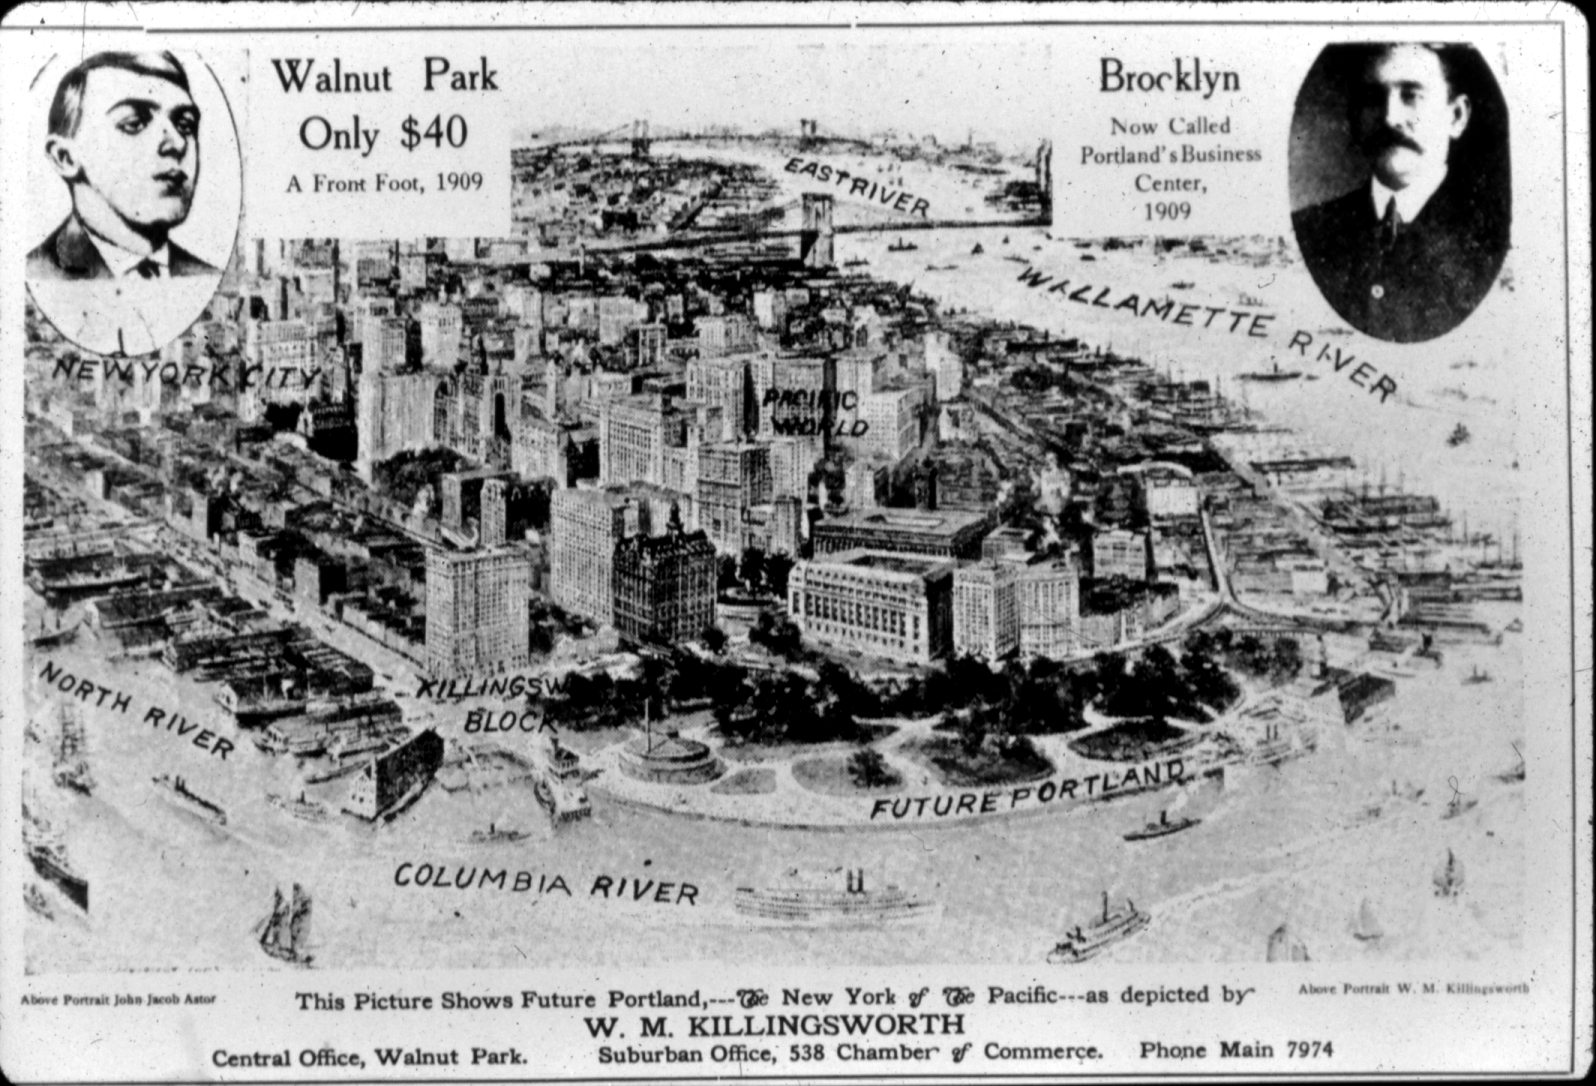 Walnut Park
Only $40
A Front Foot, 1909
Brooklyn
Now Called
Portland's Business
Center,
1909
EAST RIVER
WALLAMETTE RIVER
NEW YORK CITY
PACIFIC
WORLD
NORTH RIVER
KILLINGSW
BLOCK
FUTURE PORTLAND
COLUMBIA RIVER
Above Portrait John Jacob Astor
This Picture Shows Future Portland,---The New York of The Pacific---as depicted by
Above Portrait W. M. Killingsworth
W. M. KILLINGSWORTH
Central Office, Walnut Park. Suburban Office, 538 Chamber of Commerce. Phone Main 7974